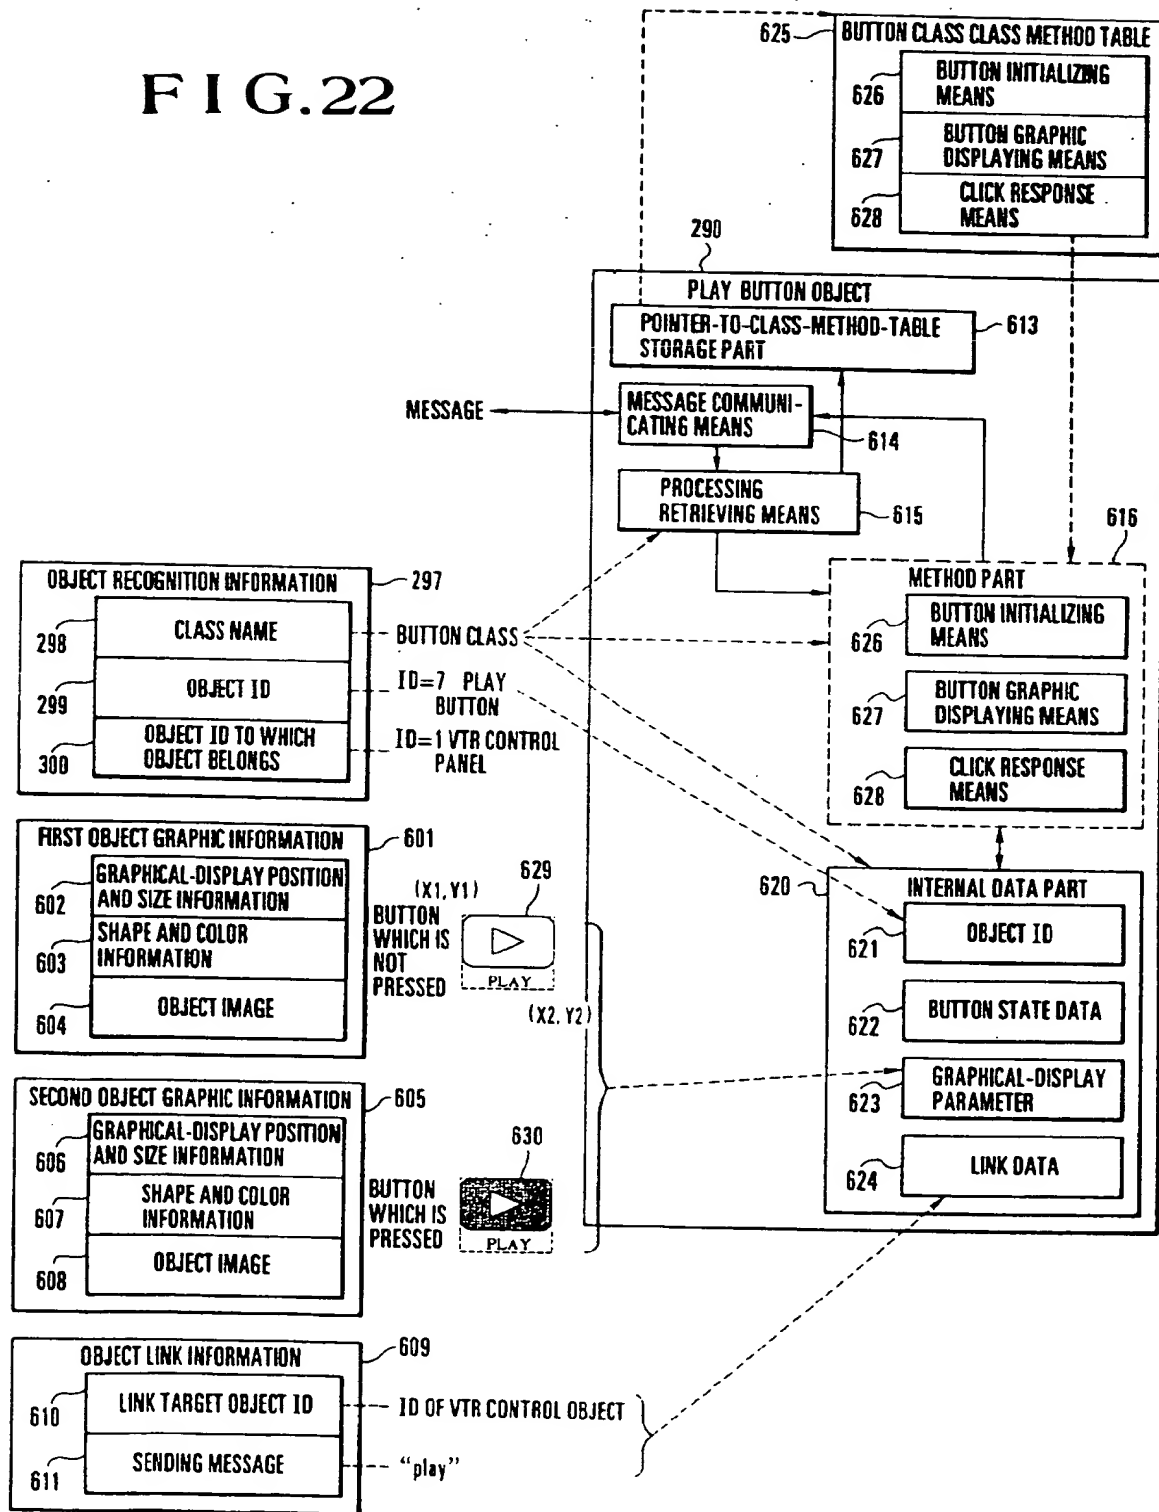 FIG.22
625
BUTTON CLASS CLASS METHOD TABLE
626
BUTTON INITIALIZING
MEANS
627
BUTTON GRAPHIC
DISPLAYING MEANS
628
CLICK RESPONSE
MEANS
290
PLAY BUTTON OBJECT
POINTER-TO-CLASS-METHOD-TABLE
STORAGE PART
613
MESSAGE
MESSAGE COMMUNI-
CATING MEANS
614
PROCESSING
RETRIEVING MEANS
615
616
METHOD PART
626
BUTTON INITIALIZING
MEANS
627
BUTTON GRAPHIC
DISPLAYING MEANS
628
CLICK RESPONSE
MEANS
620
INTERNAL DATA PART
621
OBJECT ID
622
BUTTON STATE DATA
623
GRAPHICAL-DISPLAY
PARAMETER
624
LINK DATA
OBJECT RECOGNITION INFORMATION
297
298
CLASS NAME
BUTTON CLASS
299
OBJECT ID
ID=7 PLAY
BUTTON
300
OBJECT ID TO WHICH
OBJECT BELONGS
ID=1 VTR CONTROL
PANEL
FIRST OBJECT GRAPHIC INFORMATION
601
602
GRAPHICAL-DISPLAY POSITION
AND SIZE INFORMATION
603
SHAPE AND COLOR
INFORMATION
604
OBJECT IMAGE
(X1,Y1)
BUTTON
WHICH IS
NOT
PRESSED
629
PLAY
(X2,Y2)
SECOND OBJECT GRAPHIC INFORMATION
605
606
GRAPHICAL-DISPLAY POSITION
AND SIZE INFORMATION
607
SHAPE AND COLOR
INFORMATION
608
OBJECT IMAGE
BUTTON
WHICH IS
PRESSED
630
PLAY
OBJECT LINK INFORMATION
609
610
LINK TARGET OBJECT ID
ID OF VTR CONTROL OBJECT
611
SENDING MESSAGE
"play"